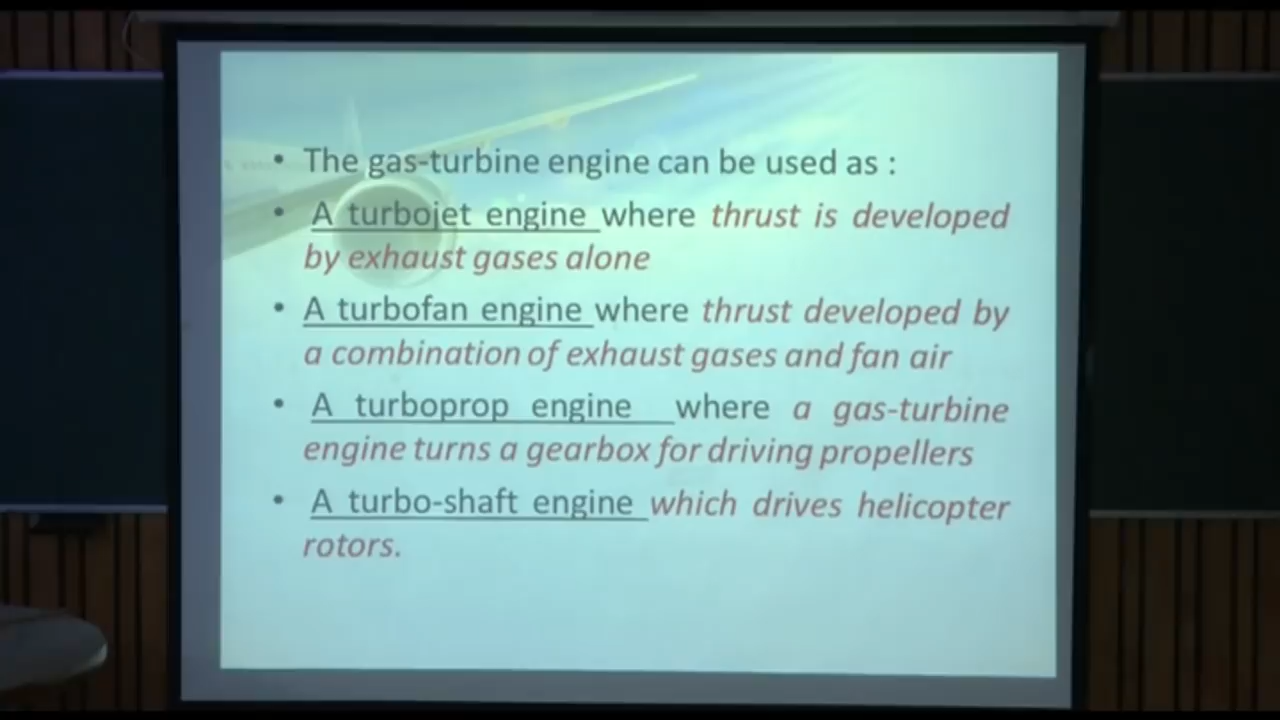 • The gas-turbine engine can be used as :
• A turbojet engine where thrust is developed
by exhaust gases alone
• A turbofan engine where thrust developed by
a combination of exhaust gases and fan air
• A turboprop engine where a gas-turbine
engine turns a gearbox for driving propellers
• A turbo-shaft engine which drives helicopter
rotors.